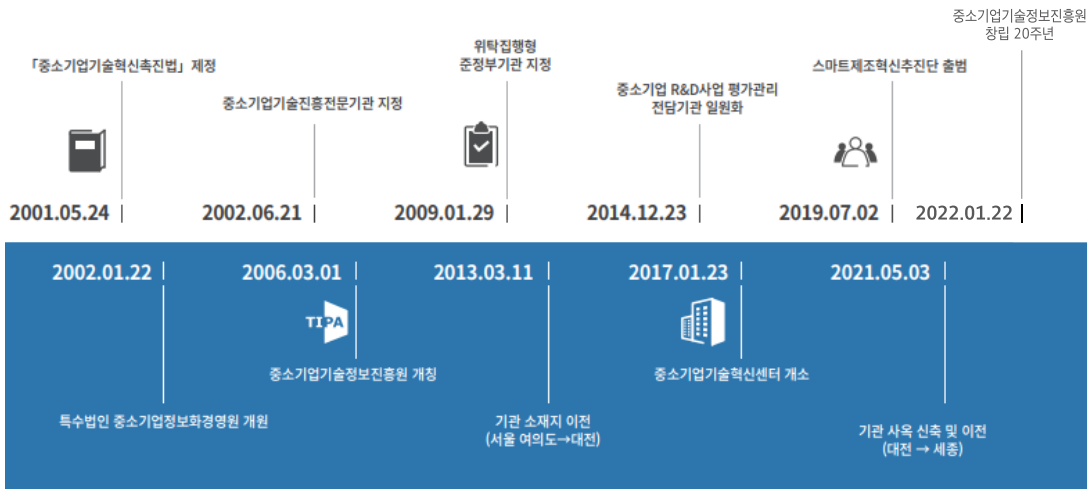 중소기업기술정보진흥원
창립 20주년
「중소기업기술혁신촉진법」 제정
중소기업기술진흥전문기관 지정
위탁집행형
준정부기관 지정
중소기업 R&D사업 평가관리
전담기관 일원화
스마트제조혁신추진단 출범
2001.05.24
2002.06.21
2009.01.29
2014.12.23
2019.07.02
2022.01.22
2002.01.22
2006.03.01
2013.03.11
2017.01.23
2021.05.03
TIPA
특수법인 중소기업정보화경영원 개원
중소기업기술정보진흥원 개칭
기관 소재지 이전
(서울 여의도→대전)
중소기업기술혁신센터 개소
기관 사옥 신축 및 이전
(대전 → 세종)